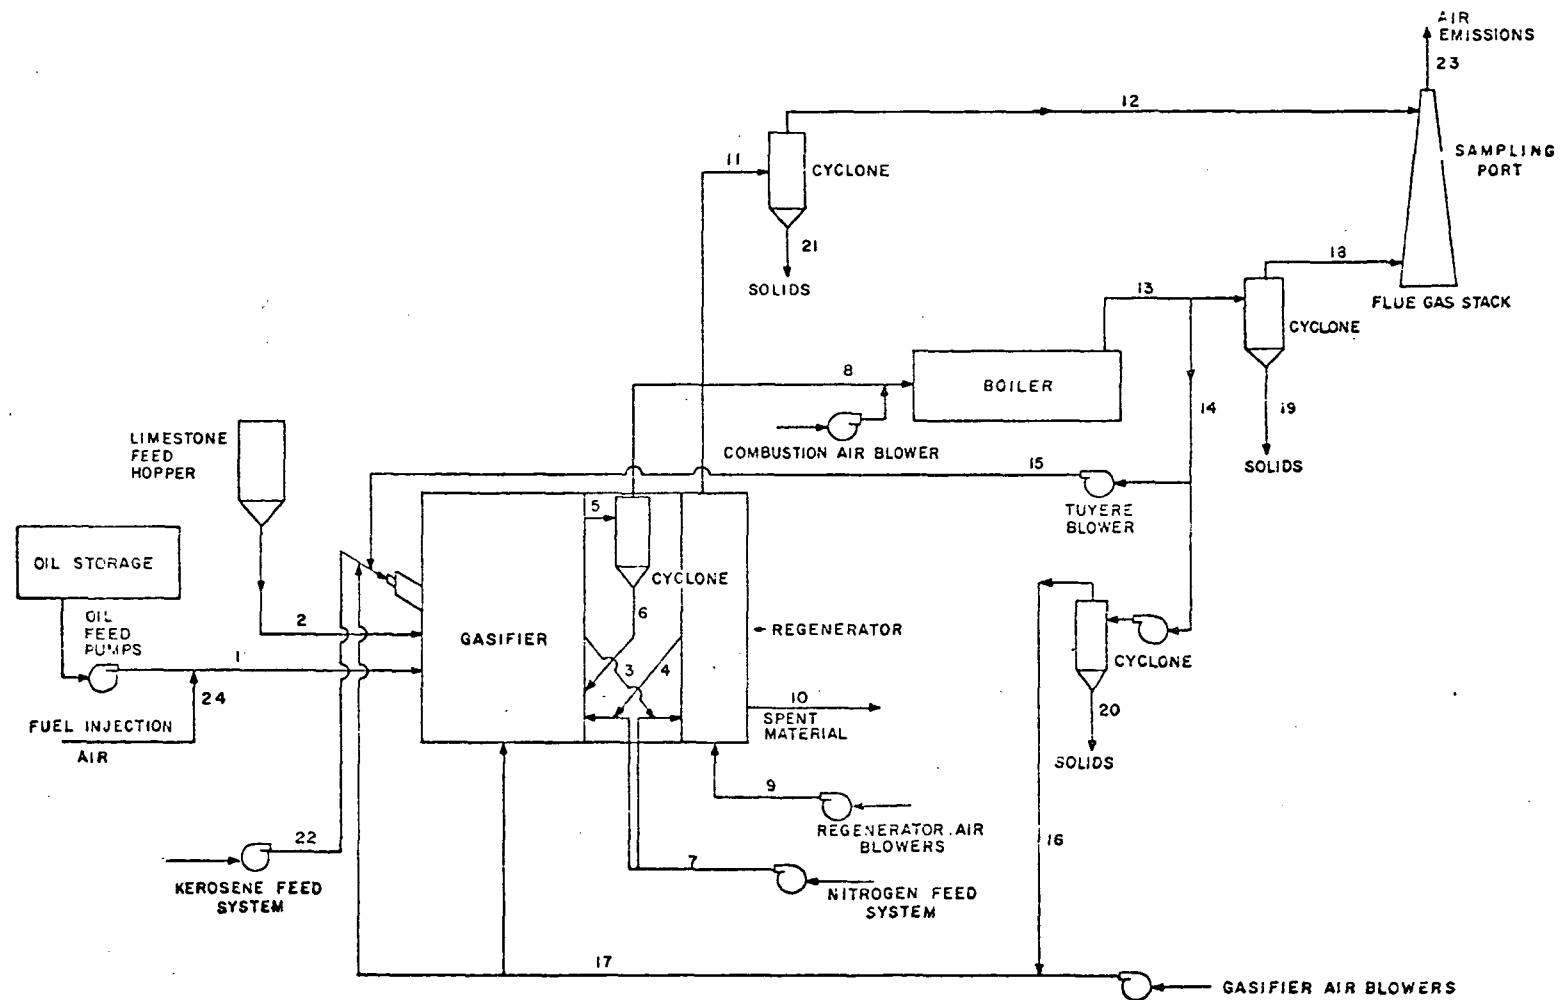 AIR
EMISSIONS
23
12
SAMPLING
PORT
11
CYCLONE
21
SOLIDS
18
FLUE GAS STACK
13
CYCLONE
8
BOILER
14
19
SOLIDS
COMBUSTION AIR BLOWER
LIMESTONE
FEED
HOPPER
15
TUYERE
BLOWER
5
OIL STORAGE
CYCLONE
6
OIL
FEED
PUMPS
2
GASIFIER
REGENERATOR
1
3
4
CYCLONE
24
10
SPENT
MATERIAL
20
FUEL INJECTION
AIR
SOLIDS
9
REGENERATOR AIR
BLOWERS
22
16
7
KEROSENE FEED
SYSTEM
NITROGEN FEED
SYSTEM
17
GASIFIER AIR BLOWERS